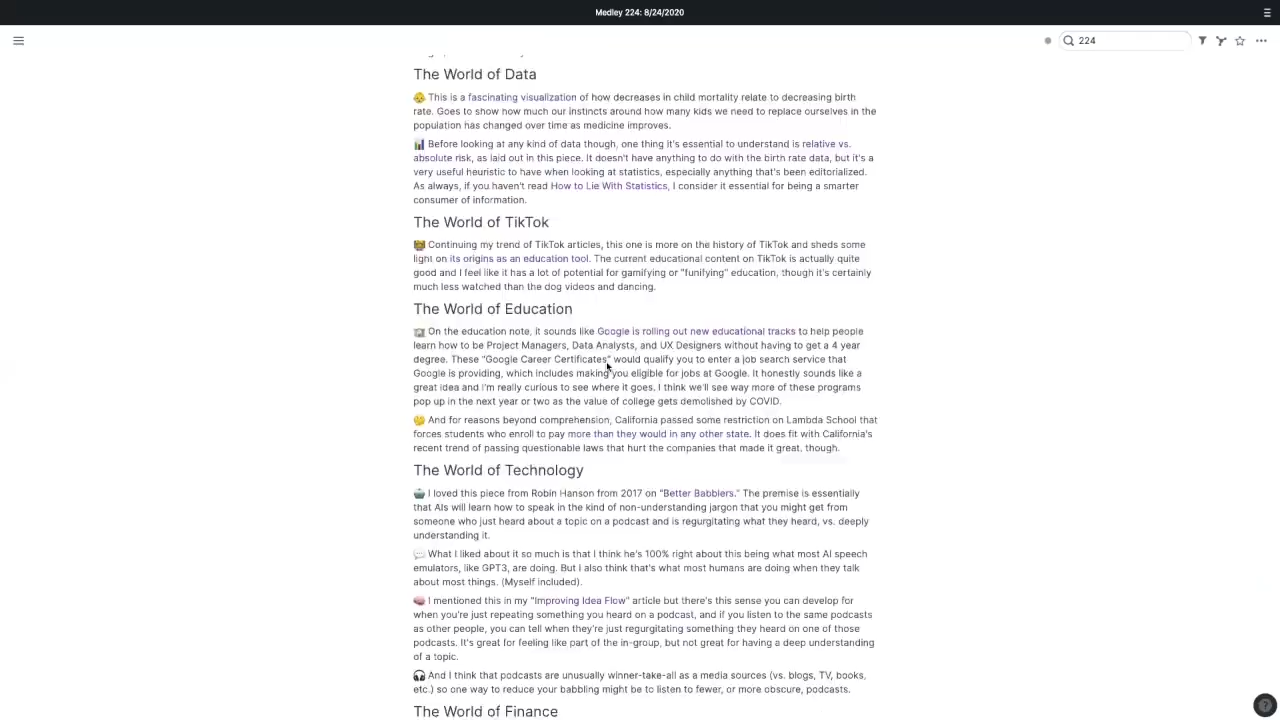 Medley 224: 8/24/2020
224
The World of Data
This is a fascinating visualization of how decreases in child mortality relate to decreasing birth
rate. Goes to show how much our instincts around how many kids we need to replace ourselves in the
population has changed over time as medicine improves.
Before looking at any kind of data though, one thing it's essential to understand is relative vs.
absolute risk, as laid out in this piece. It doesn't have anything to do with the birth rate data, but it's a
very useful heuristic to have when looking at statistics, especially anything that's been editorialized.
As always, if you haven't read How to Lie With Statistics, I consider it essential for being a smarter
consumer of information.
The World of TikTok
Continuing my trend of TikTok articles, this one is more on the history of TikTok and sheds some
light on its origins as an education tool. The current educational content on TikTok is actually quite
good and I feel like it has a lot of potential for gamifying or "funifying" education, though it's certainly
much less watched than the dog videos and dancing.
The World of Education
On the education note, it sounds like Google is rolling out new educational tracks to help people
learn how to be Project Managers, Data Analysts, and UX Designers without having to get a 4 year
degree. These "Google Career Certificates" would qualify you to enter a job search service that
Google is providing, which includes making you eligible for jobs at Google. It honestly sounds like a
great idea and I'm really curious to see where it goes. I think we'll see way more of these programs
pop up in the next year or two as the value of college gets demolished by COVID.
And for reasons beyond comprehension, California passed some restriction on Lambda School that
forces students who enroll to pay more than they would in any other state. It does fit with California's
recent trend of passing questionable laws that hurt the companies that made it great, though.
The World of Technology
I loved this piece from Robin Hanson from 2017 on "Better Babblers." The premise is essentially
that AIs will learn how to speak in the kind of non-understanding jargon that you might get from
someone who just heard about a topic on a podcast and is regurgitating what they heard, vs. deeply
understanding it.
What I liked about it so much is that I think he's 100% right about this being what most AI speech
emulators, like GPT3, are doing. But I also think that's what most humans are doing when they talk
about most things. (Myself included).
I mentioned this in my "Improving Idea Flow" article but there's this sense you can develop for
when you're just repeating something you heard on a podcast, and if you listen to the same podcasts
as other people, you can tell when they're just regurgitating something they heard on one of those
podcasts. It's great for feeling like part of the in-group, but not great for having a deep understanding
of a topic.
And I think that podcasts are unusually winner-take-all as a media sources (vs. blogs, TV, books,
etc.) so one way to reduce your babbling might be to listen to fewer, or more obscure, podcasts.
The World of Finance
?